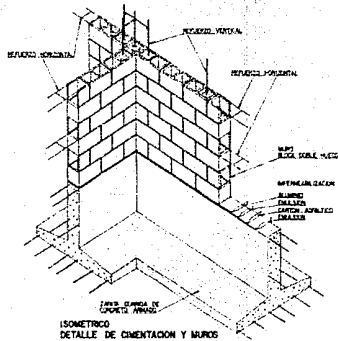 REFUERZO VERTICAL
REFUERZO HORIZONTAL
REFUERZO HORIZONTAL
MURO
BLOCK DOBLE HUECO
IMPERMEABILIZACION
ALUMINIO
EMULSION
CARTON ASFALTICO
EMULSION
ZAPATA CORRIDA DE
CONCRETO ARMADO
ISOMETRICO
DETALLE DE CIMENTACION Y MUROS